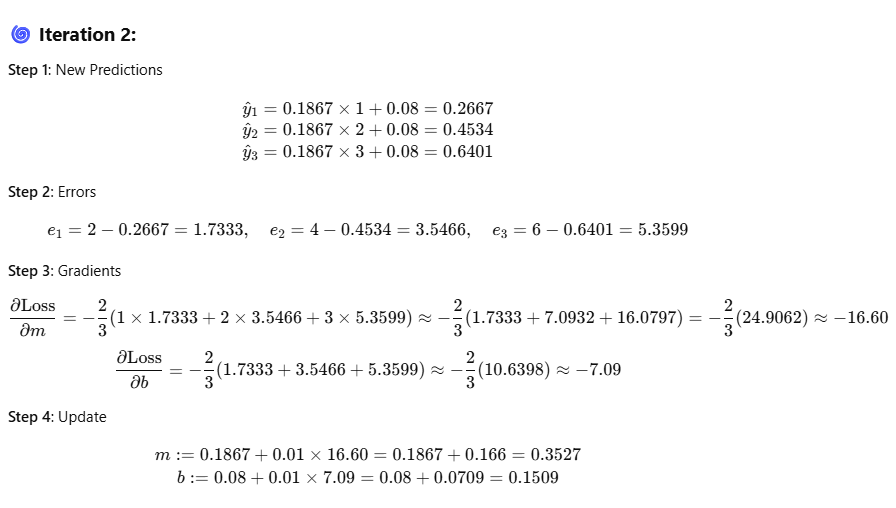 🌀 Iteration 2:
Step 1: New Predictions
ŷ₁ = 0.1867 × 1 + 0.08 = 0.2667
ŷ₂ = 0.1867 × 2 + 0.08 = 0.4534
ŷ₃ = 0.1867 × 3 + 0.08 = 0.6401
Step 2: Errors
e₁ = 2 − 0.2667 = 1.7333, e₂ = 4 − 0.4534 = 3.5466, e₃ = 6 − 0.6401 = 5.3599
Step 3: Gradients
∂Loss/∂m = −2/3(1 × 1.7333 + 2 × 3.5466 + 3 × 5.3599) ≈ −2/3(1.7333 + 7.0932 + 16.0797) = −2/3(24.9062) ≈ −16.60
∂Loss/∂b = −2/3(1.7333 + 3.5466 + 5.3599) ≈ −2/3(10.6398) ≈ −7.09
Step 4: Update
m := 0.1867 + 0.01 × 16.60 = 0.1867 + 0.166 = 0.3527
b := 0.08 + 0.01 × 7.09 = 0.08 + 0.0709 = 0.1509